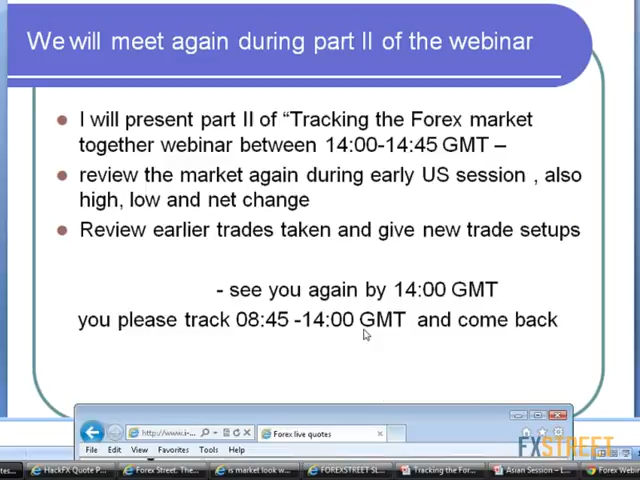 We will meet again during part II of the webinar
I will present part II of “Tracking the Forex market
together webinar between 14:00-14:45 GMT –
review the market again during early US session , also
high, low and net change
Review earlier trades taken and give new trade setups
- see you again by 14:00 GMT
you please track 08:45 -14:00 GMT and come back
http://www.i-
Forex live quotes
File Edit View Favorites Tools Help
FXSTREET
tes...
HackFX Quote P...
Forex Street. The...
is market look w...
FOREXSTREET SL...
Tracking the For...
Asian Session – L...
Forex Webin